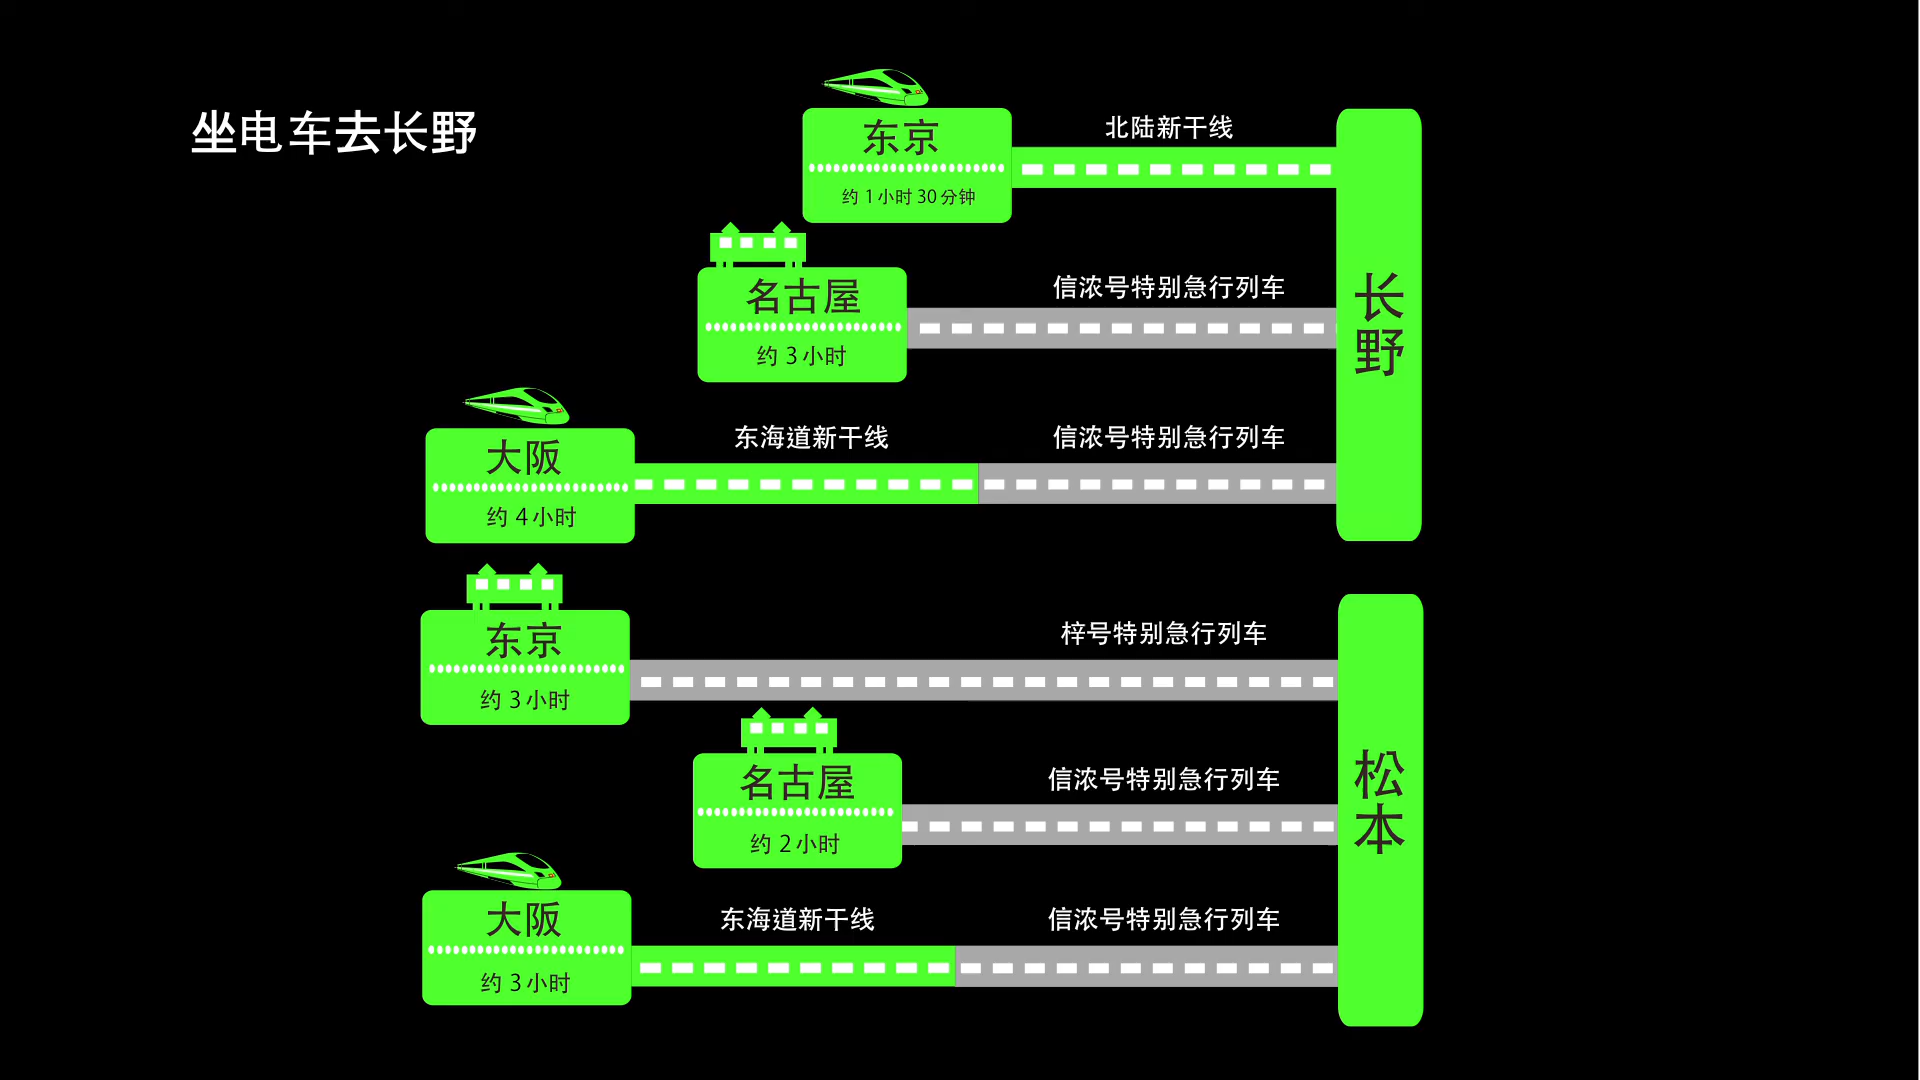 坐电车去长野
东京
约 1 小时 30 分钟
北陆新干线
名古屋
约 3 小时
信浓号特别急行列车
大阪
约 4 小时
东海道新干线
信浓号特别急行列车
长野
东京
约 3 小时
梓号特别急行列车
名古屋
约 2 小时
信浓号特别急行列车
大阪
约 3 小时
东海道新干线
信浓号特别急行列车
松本